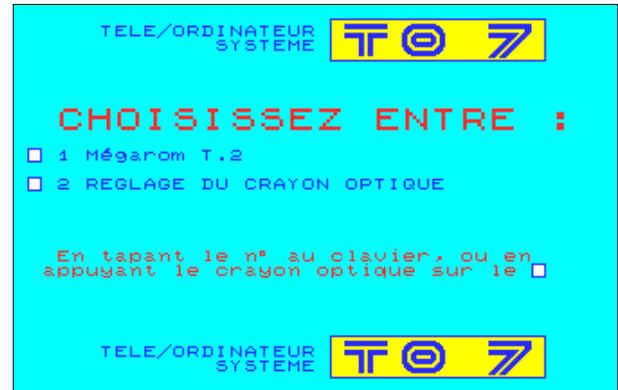 TELE/ORDINATEUR
SYSTEME
TO 7
CHOISISSEZ ENTRE :
1 Mégarom T.2
2 REGLAGE DU CRAYON OPTIQUE
En tapant le n° au clavier, ou en
appuyant le crayon optique sur le
TELE/ORDINATEUR
SYSTEME
TO 7